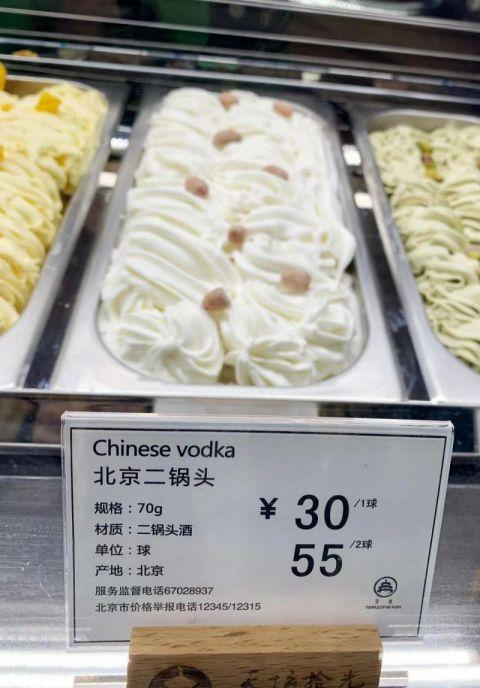 Chinese vodka
北京二锅头
规格：70g
材质：二锅头酒
单位：球
产地：北京
¥ 30/1球
55/2球
服务监督电话67028937
北京市价格举报电话12345/12315
TEMPLE OF HEAVEN